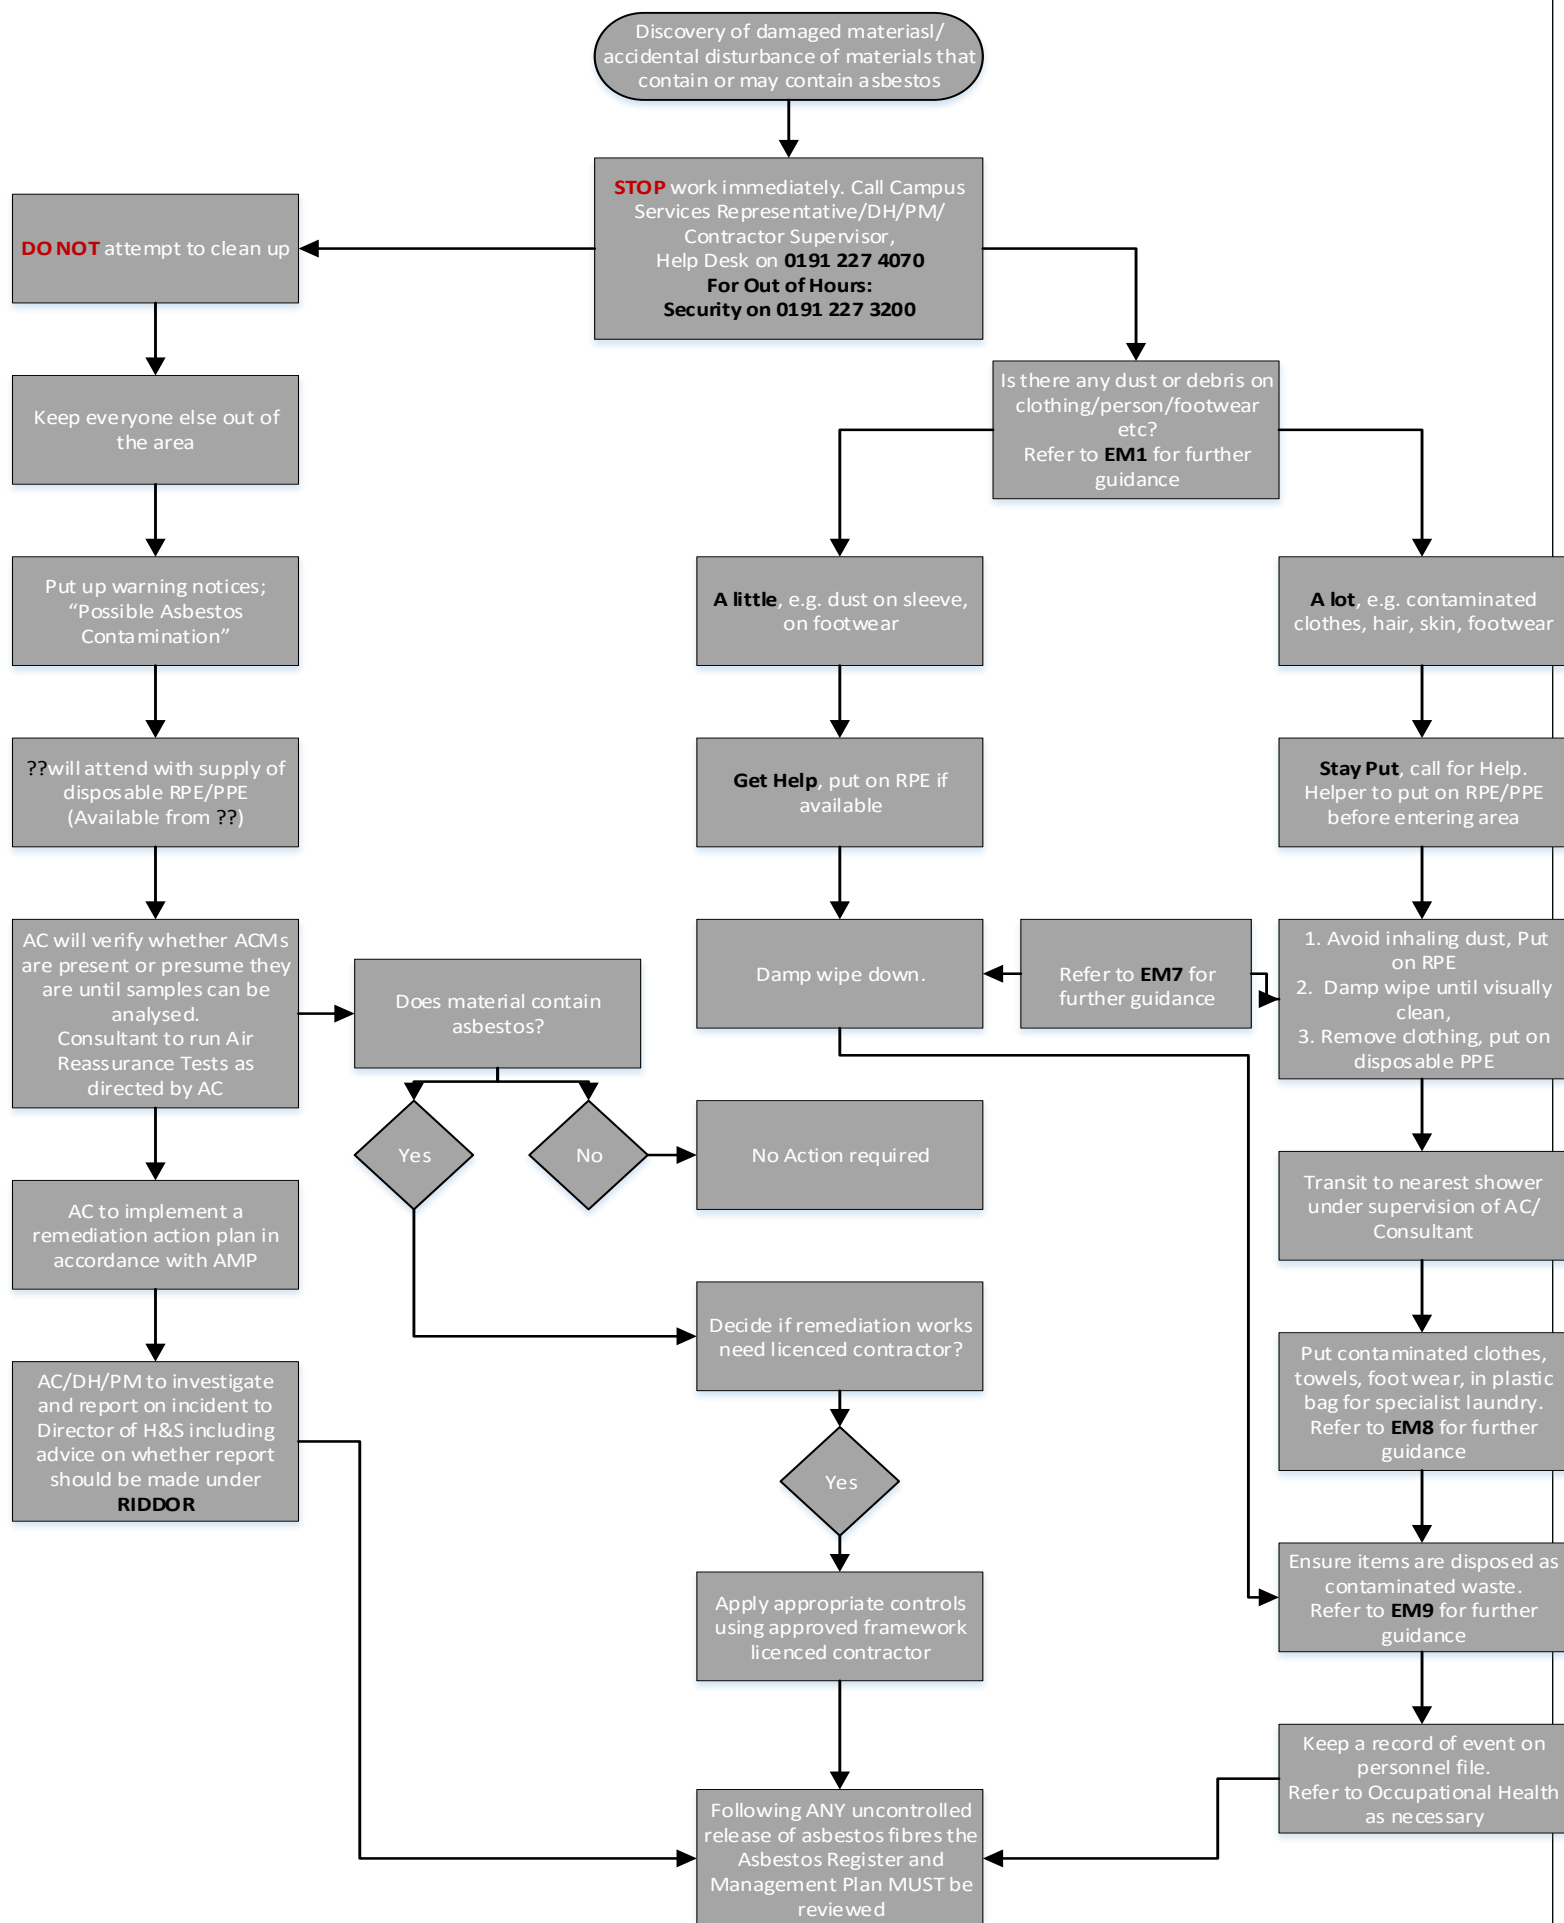 Discovery of damaged materiasl/
accidental disturbance of materials that
contain or may contain asbestos
STOP work immediately. Call Campus
Services Representative/DH/PM/
Contractor Supervisor,
Help Desk on 0191 227 4070
For Out of Hours:
Security on 0191 227 3200
DO NOT attempt to clean up
Keep everyone else out of
the area
Put up warning notices;
“Possible Asbestos
Contamination”
??will attend with supply of
disposable RPE/PPE
(Available from ??)
AC will verify whether ACMs
are present or presume they
are until samples can be
analysed.
Consultant to run Air
Reassurance Tests as
directed by AC
AC to implement a
remediation action plan in
accordance with AMP
AC/DH/PM to investigate
and report on incident to
Director of H&S including
advice on whether report
should be made under
RIDDOR
Does material contain
asbestos?
Yes
No
No Action required
Decide if remediation works
need licenced contractor?
Yes
Apply appropriate controls
using approved framework
licenced contractor
Is there any dust or debris on
clothing/person/footwear
etc?
Refer to EM1 for further
guidance
A little, e.g. dust on sleeve,
on footwear
Get Help, put on RPE if
available
Damp wipe down.
Refer to EM7 for
further guidance
A lot, e.g. contaminated
clothes, hair, skin, footwear
Stay Put, call for Help.
Helper to put on RPE/PPE
before entering area
1. Avoid inhaling dust, Put
on RPE
2. Damp wipe until visually
clean,
3. Remove clothing, put on
disposable PPE
Transit to nearest shower
under supervision of AC/
Consultant
Put contaminated clothes,
towels, foot wear, in plastic
bag for specialist laundry.
Refer to EM8 for further
guidance
Ensure items are disposed as
contaminated waste.
Refer to EM9 for further
guidance
Keep a record of event on
personnel file.
Refer to Occupational Health
as necessary
Following ANY uncontrolled
release of asbestos fibres the
Asbestos Register and
Management Plan MUST be
reviewed